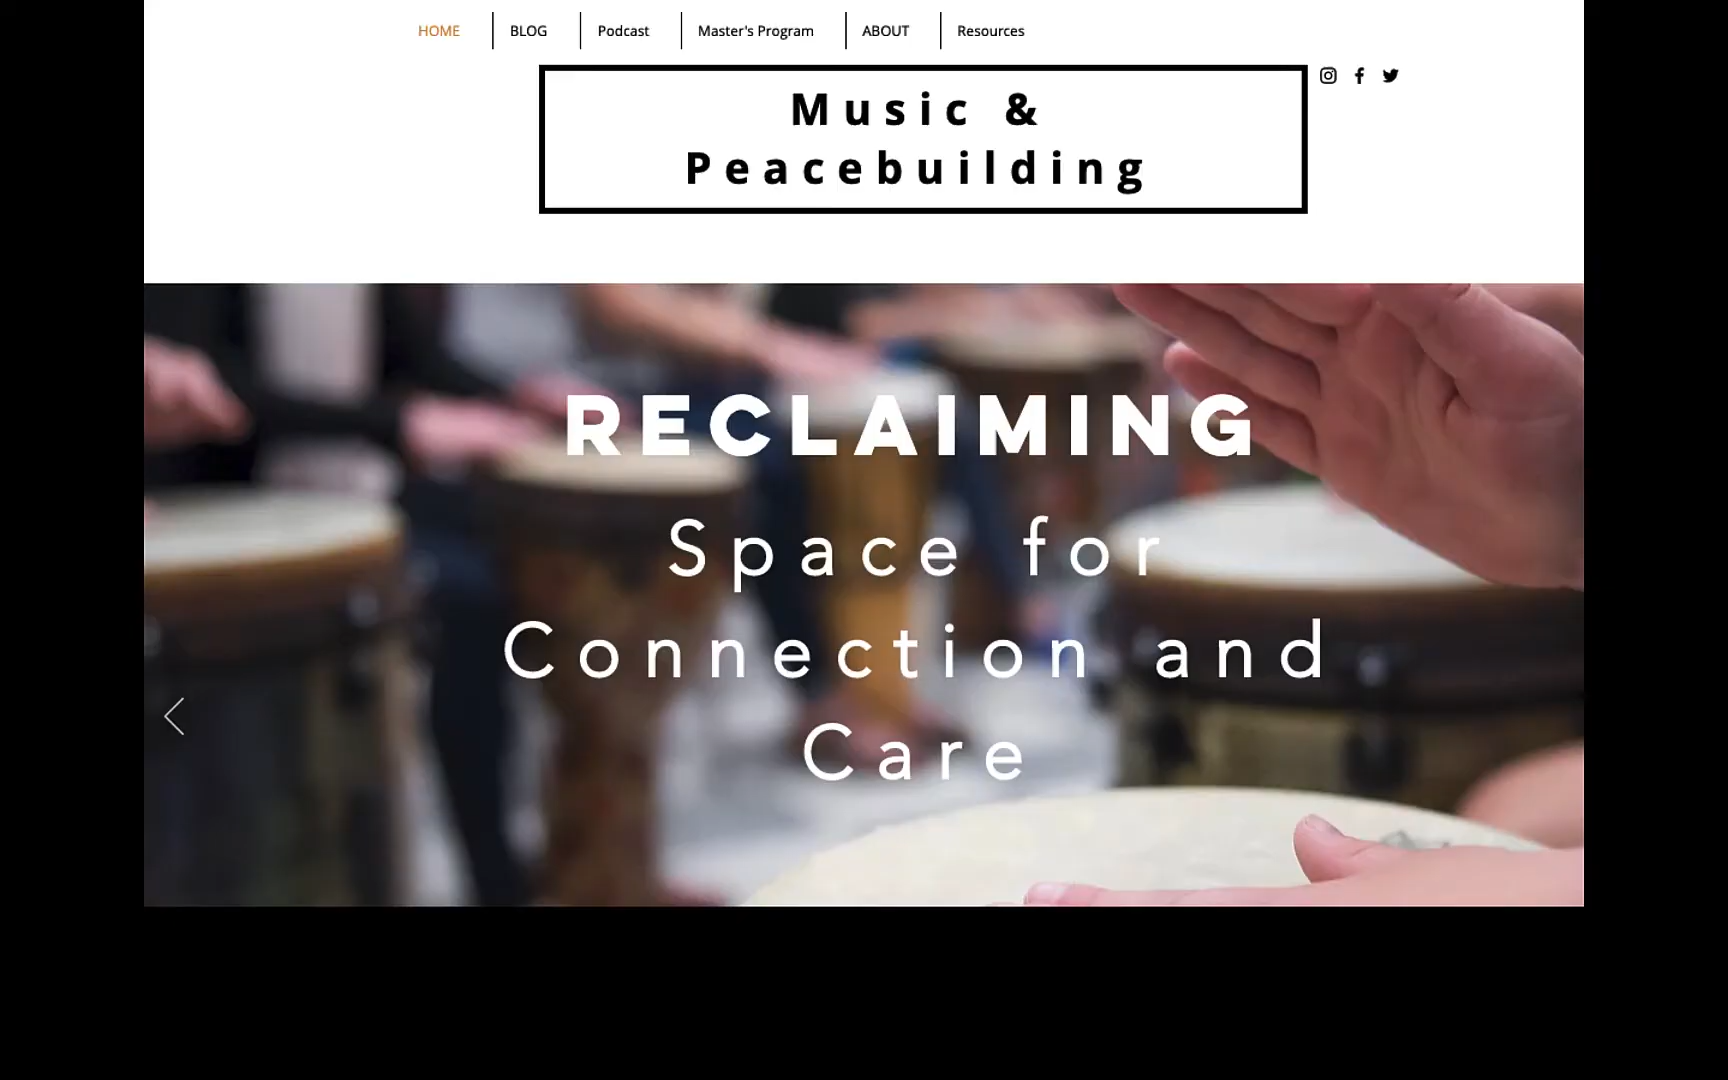 HOME
BLOG
Podcast
Master's Program
ABOUT
Resources
Music &
Peacebuilding
RECLAIMING
Space for
Connection and
Care